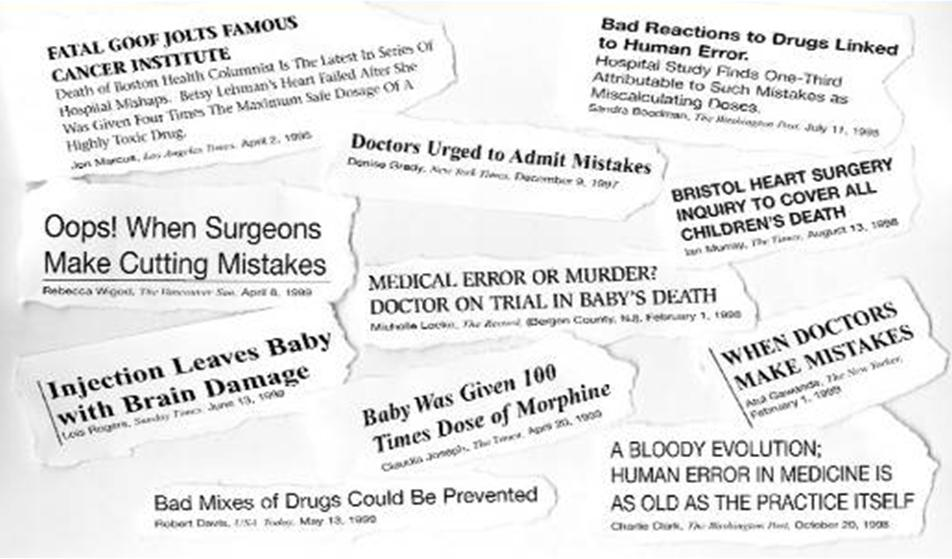 FATAL GOOF JOLTS FAMOUS
CANCER INSTITUTE
Death of Boston Health Columnist Is The Latest In Series Of
Hospital Mishaps. Betsy Lehman's Heart Failed After She
Was Given Four Times The Maximum Safe Dosage Of A
Highly Toxic Drug.
Jon Marcus, Los Angeles Times, April 2, 1995
Bad Reactions to Drugs Linked
to Human Error.
Hospital Study Finds One-Third
Attributable to Such Mistakes as
Miscalculating Doses.
Sandra Boodman, The Washington Post, July 11, 1995
Doctors Urged to Admit Mistakes
Denise Grady, New York Times, December 9, 1997
BRISTOL HEART SURGERY
INQUIRY TO COVER ALL
CHILDREN'S DEATH
Ian Murray, The Times, August 13, 1998
Oops! When Surgeons
Make Cutting Mistakes
Rebecca Wigod, The Vancouver Sun, April 8, 1999
MEDICAL ERROR OR MURDER?
DOCTOR ON TRIAL IN BABY'S DEATH
Michelle Locke, The Record, (Bergen County, NJ), February 1, 1998
Injection Leaves Baby
with Brain Damage
Lois Rogers, Sunday Times, June 13, 1999
Baby Was Given 100
Times Dose of Morphine
Claudia Joseph, The Times, April 20, 1999
WHEN DOCTORS
MAKE MISTAKES
Atul Gawande, The New Yorker,
February 1, 1999
A BLOODY EVOLUTION;
HUMAN ERROR IN MEDICINE IS
AS OLD AS THE PRACTICE ITSELF
Charlie Clark, The Washington Post, October 20, 1998
Bad Mixes of Drugs Could Be Prevented
Robert Davis, USA Today, May 13, 1999